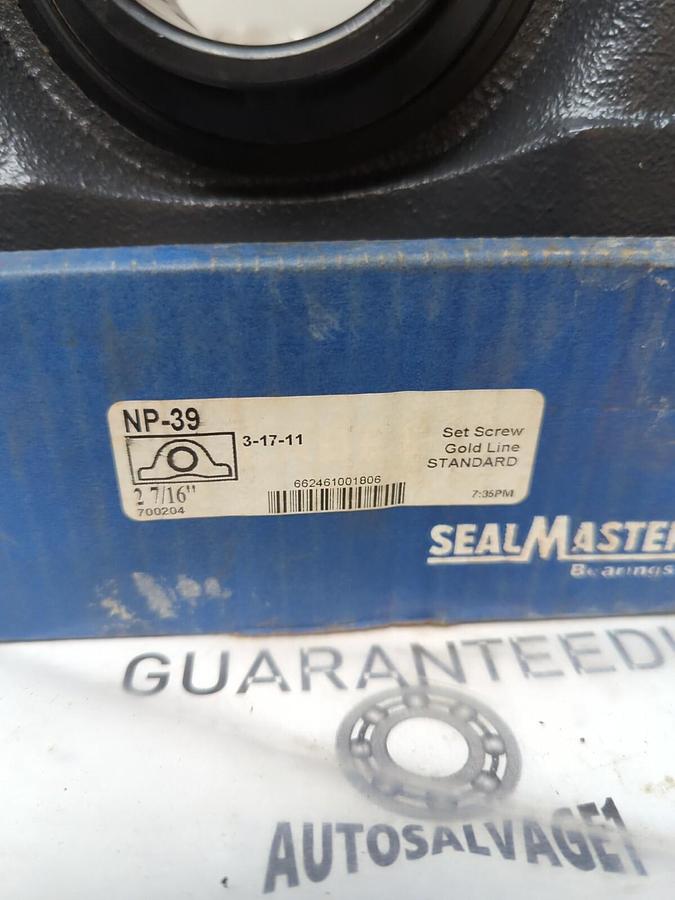 NP-39
3-17-11
2 7/16"
700204
662461001806
Set Screw
Gold Line
STANDARD
7:35PM
SEALMASTER
Bearings
GUARANTEED!
AUTOSALVAGE1